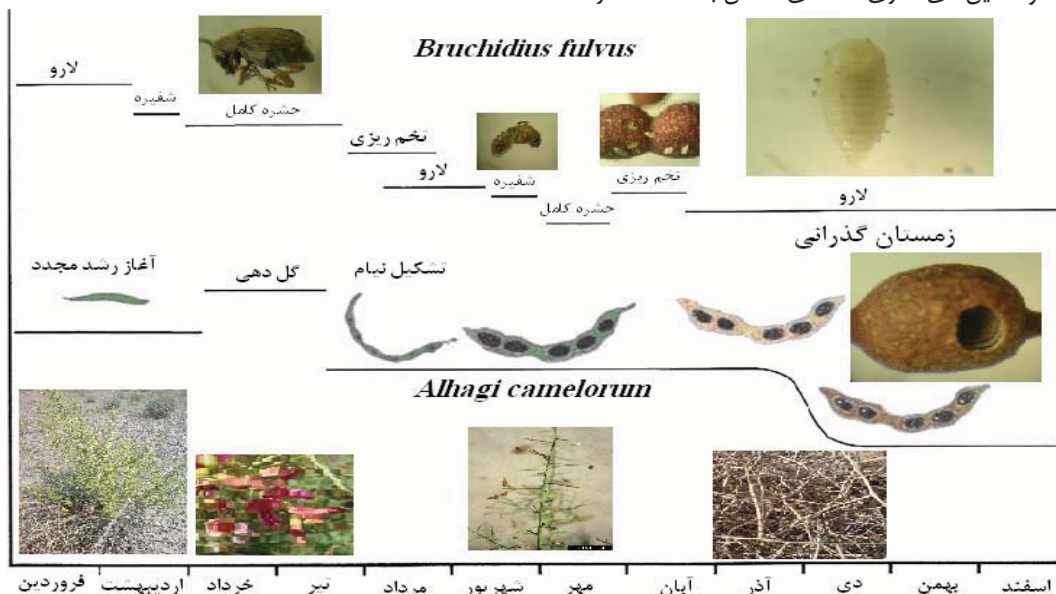 Bruchidius fulvus
لارو
شفیره
حشره کامل
تخم ریزی
لارو
شفیره
حشره کامل
تخم ریزی
لارو
زمستان گذرانی
آغاز رشد مجدد
گل دهی
تشکیل نیام
Alhagi camelorum
فروردین اردیبهشت خرداد تیر مرداد شهریور مهر آبان آذر دی بهمن اسفند